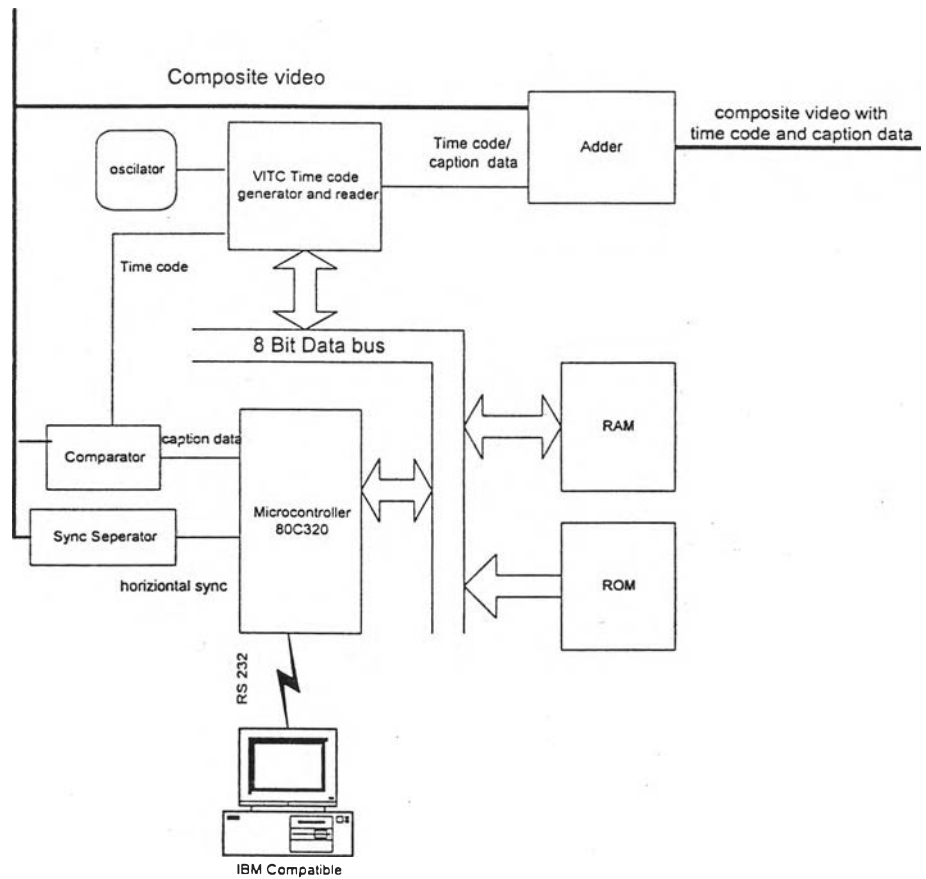 Composite video
composite video with
time code and caption data
Time code/
caption data
Adder
oscilator
VITC Time code
generator and reader
Time code
8 Bit Data bus
RAM
caption data
Comparator
Microcontroller
80C320
Sync Seperator
ROM
horiziontal sync
RS 232
IBM Compatible